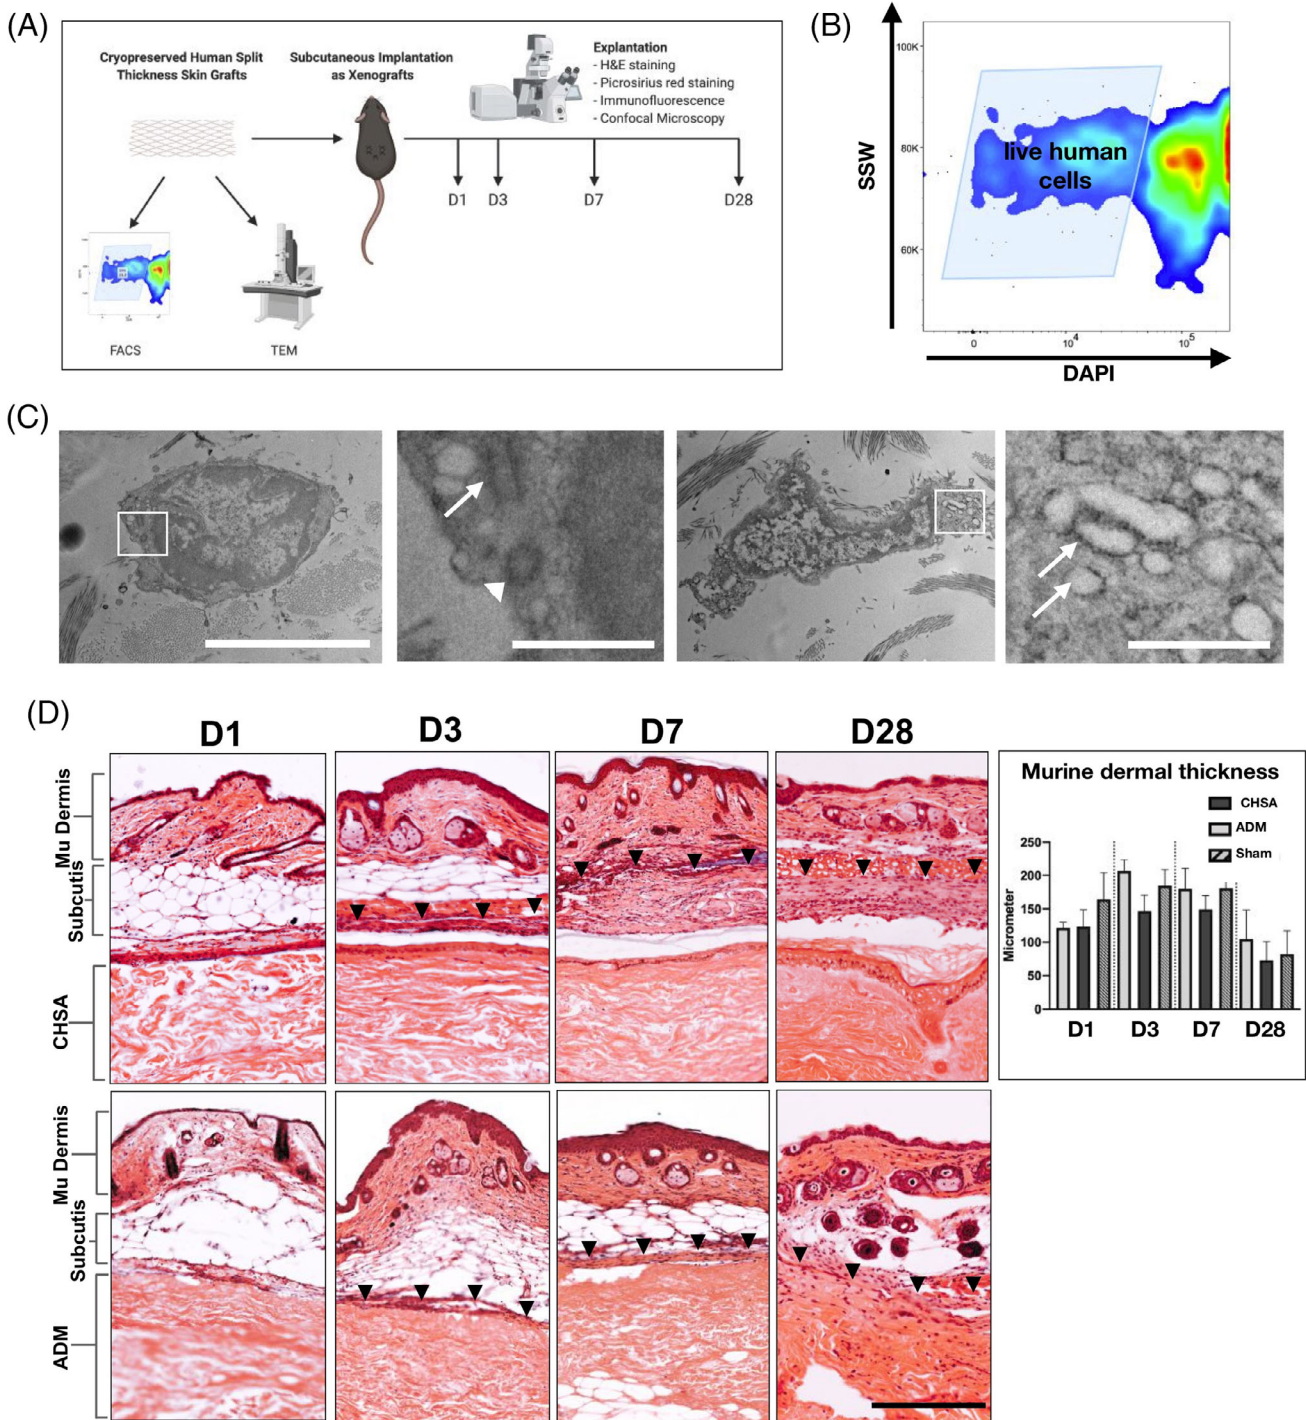 (A)
Cryopreserved Human Split
Thickness Skin Grafts
Subcutaneous Implantation
as Xenografts
Explantation
- H&E staining
- Picrosirius red staining
- Immunofluorescence
- Confocal Microscopy
D1
D3
D7
D28
FACS
TEM
(B)
SSW
100K
80K
60K
live human
cells
0
10^4
10^5
DAPI
(C)
(D)
D1
D3
D7
D28
Mu Dermis
Subcutis
CHSA
Mu Dermis
Subcutis
ADM
Murine dermal thickness
CHSA
ADM
Sham
Micrometer
250
200
150
100
50
0
D1
D3
D7
D28